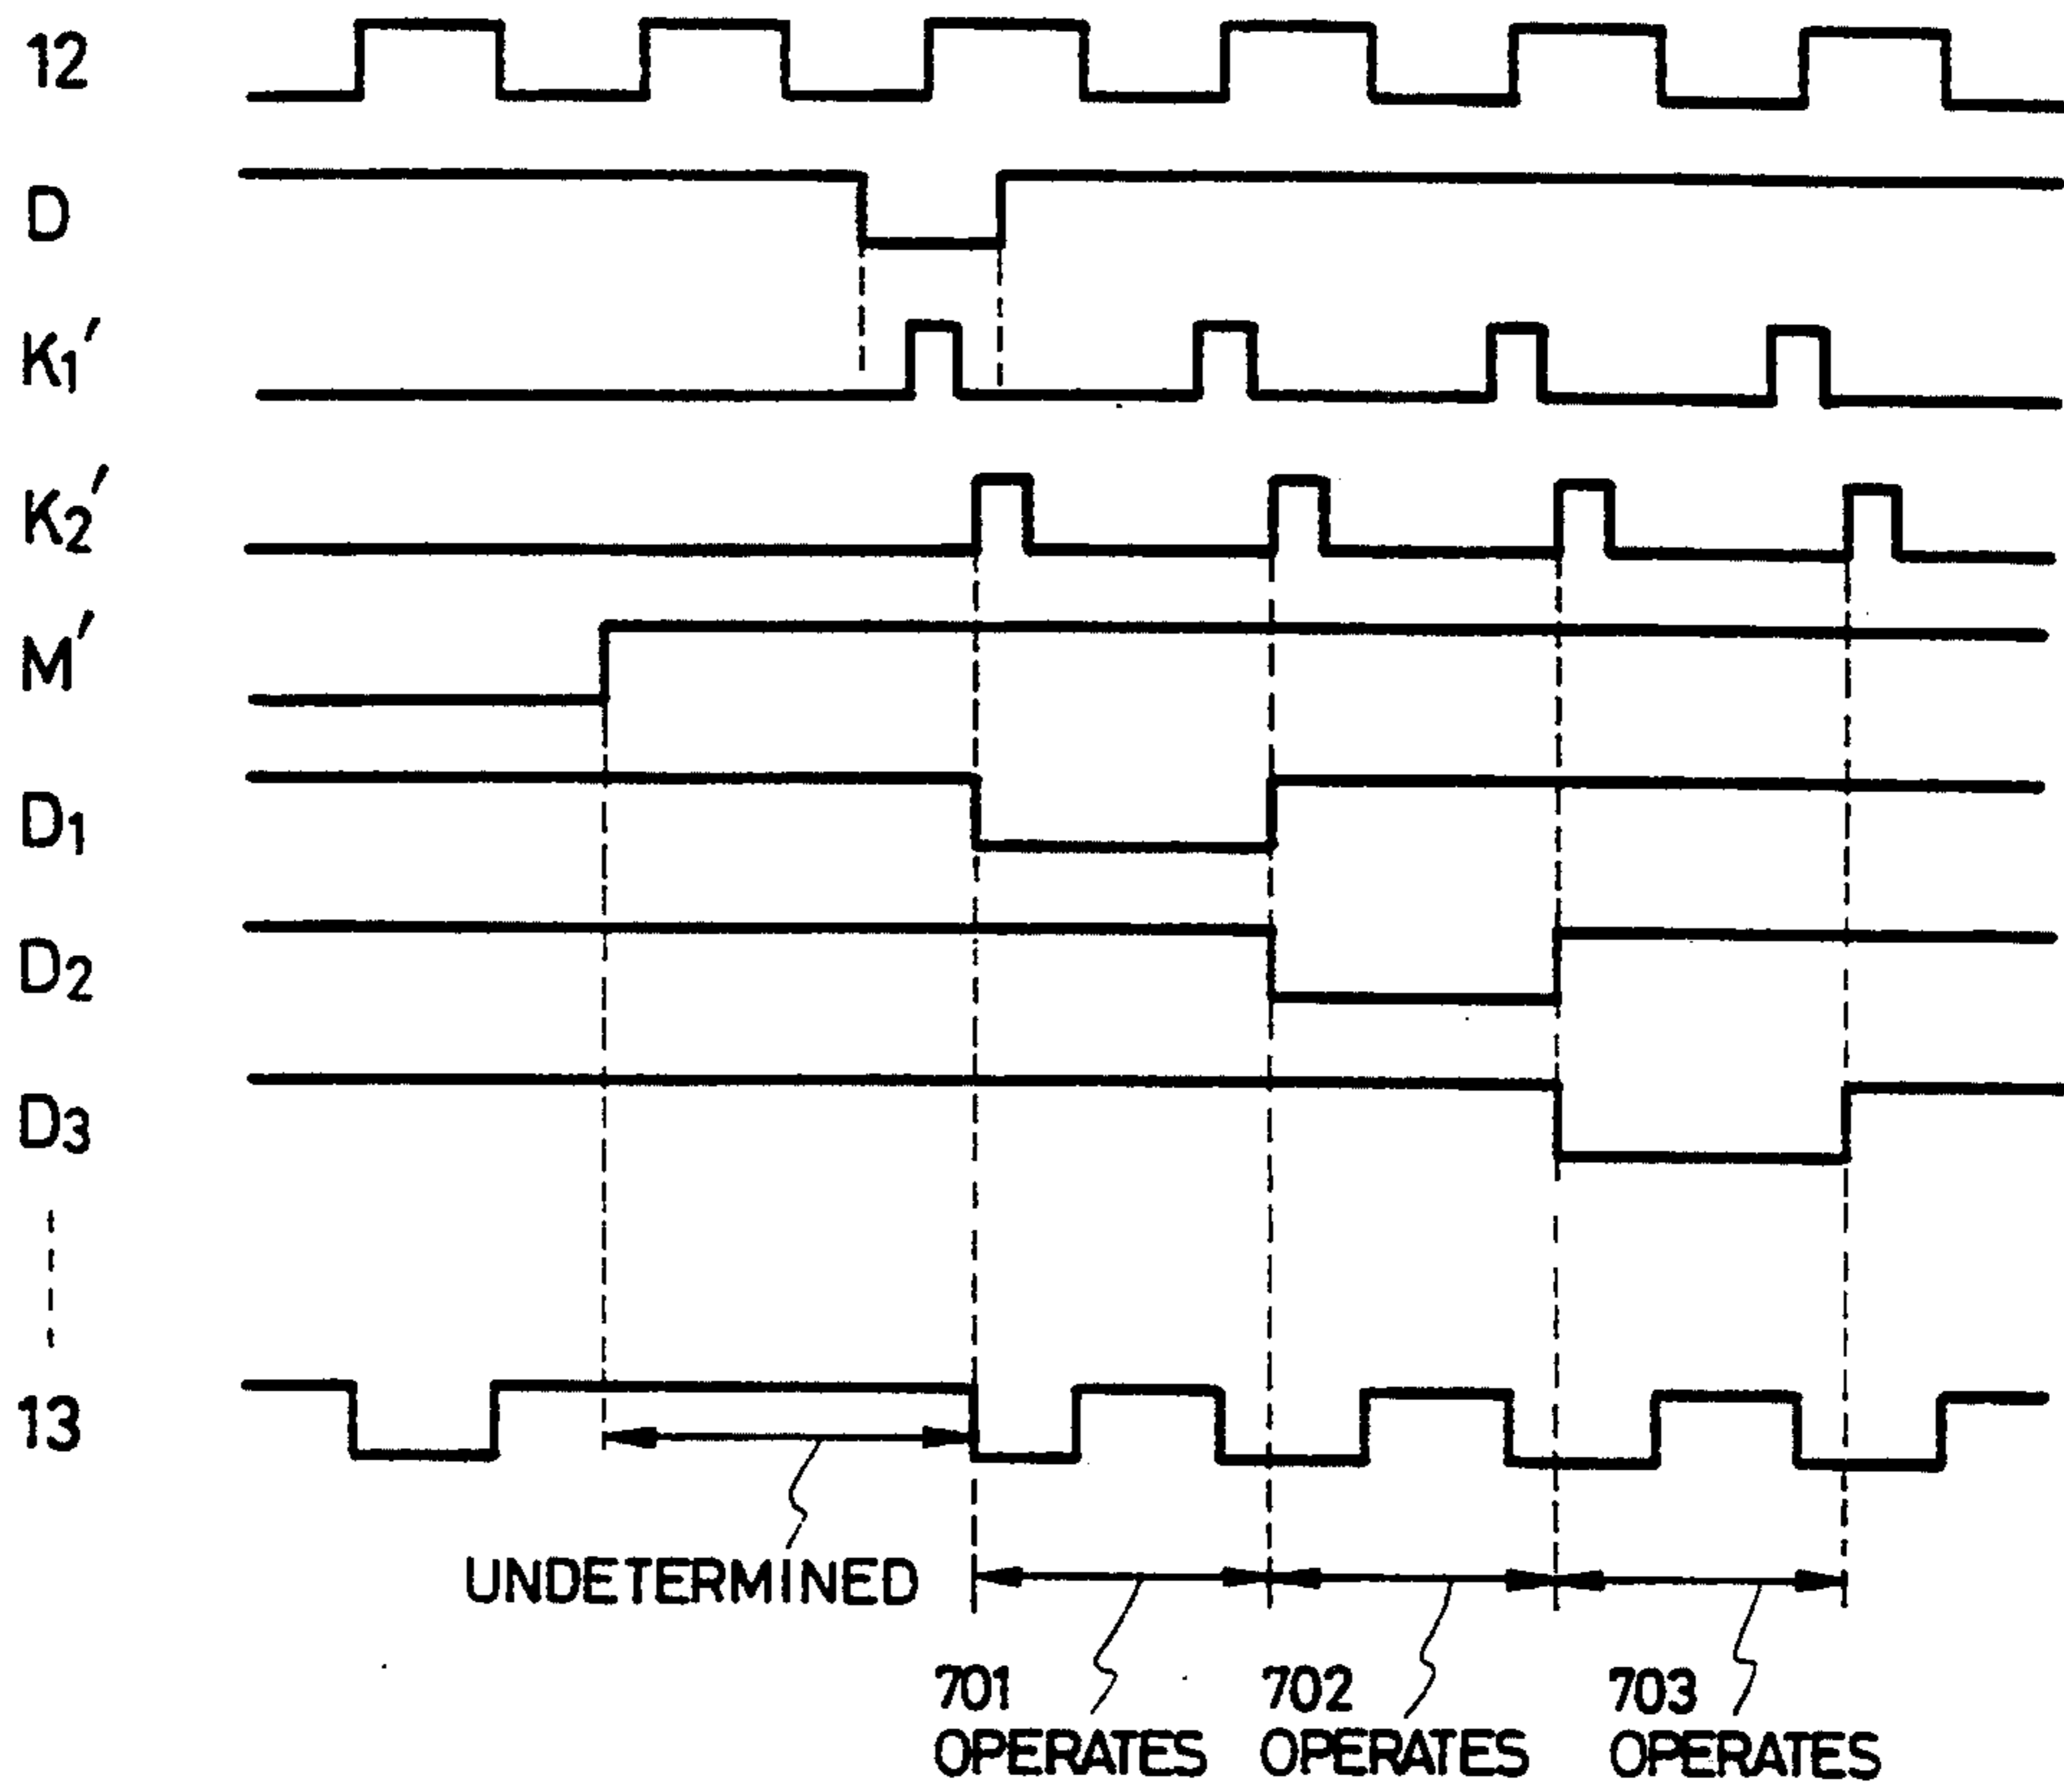 12
D
K₁′
K₂′
M′
D₁
D₂
D₃
13
UNDETERMINED
701 OPERATES
702 OPERATES
703 OPERATES